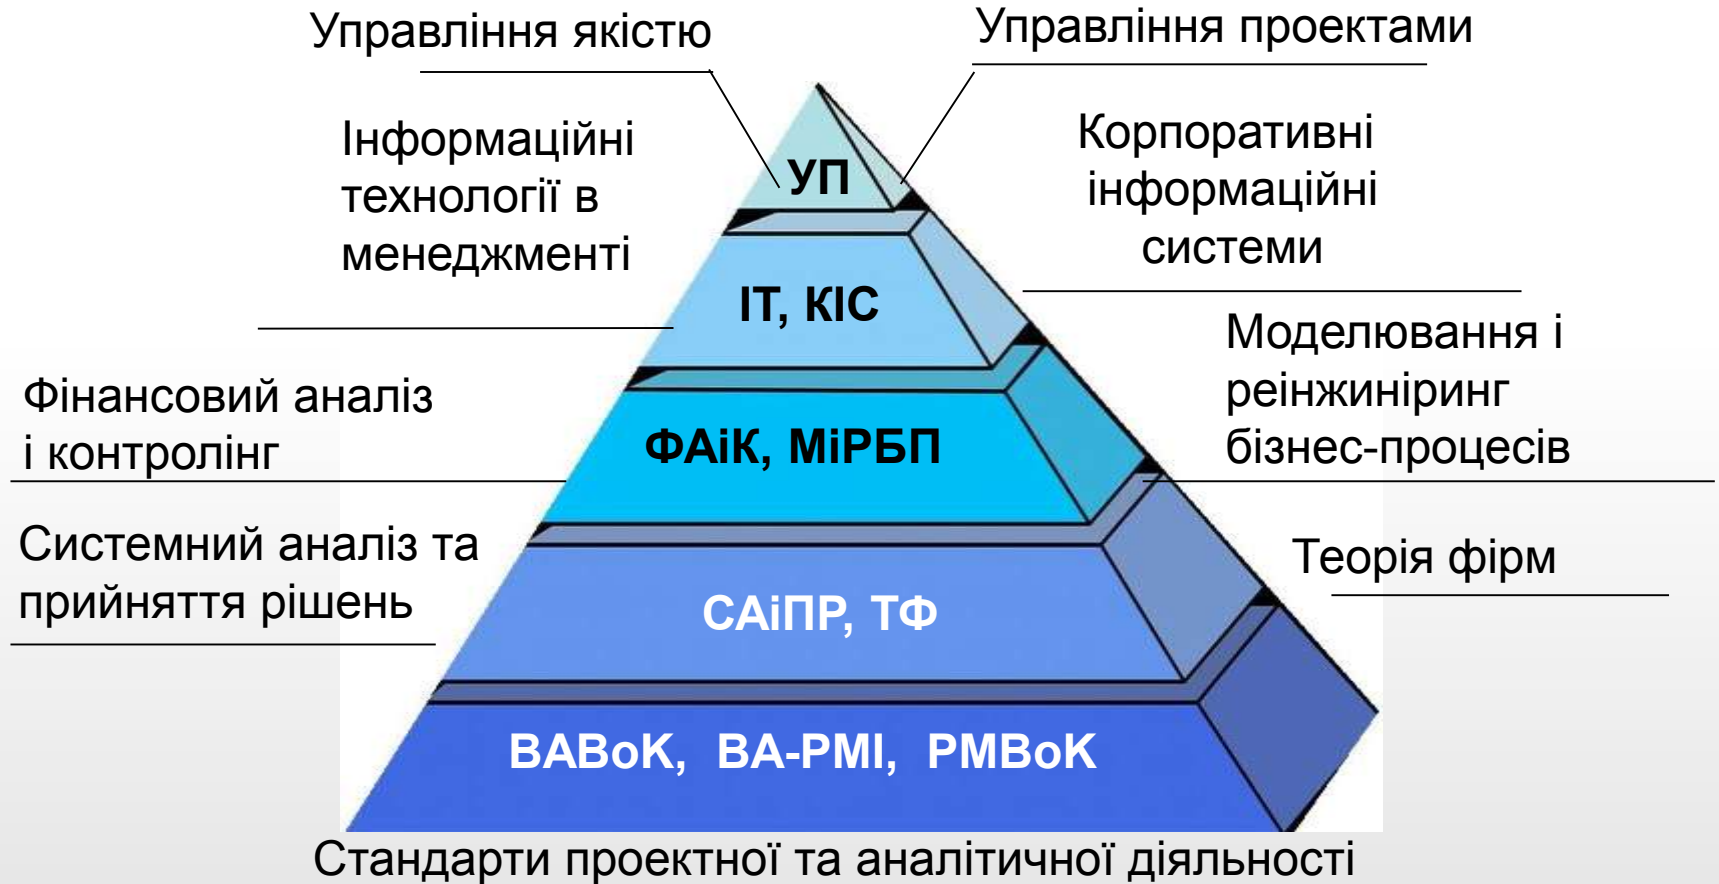 Управління якістю
Управління проектами
Інформаційні
технології в
менеджменті
Корпоративні
інформаційні
системи
УП
ІТ, КІС
Фінансовий аналіз
і контролінг
Моделювання і
реінжиніринг
бізнес-процесів
ФАіК, МіРБП
Системний аналіз та
прийняття рішень
Теорія фірм
САіПР, ТФ
BABoK, BA-PMI, PMBoK
Стандарти проектної та аналітичної діяльності